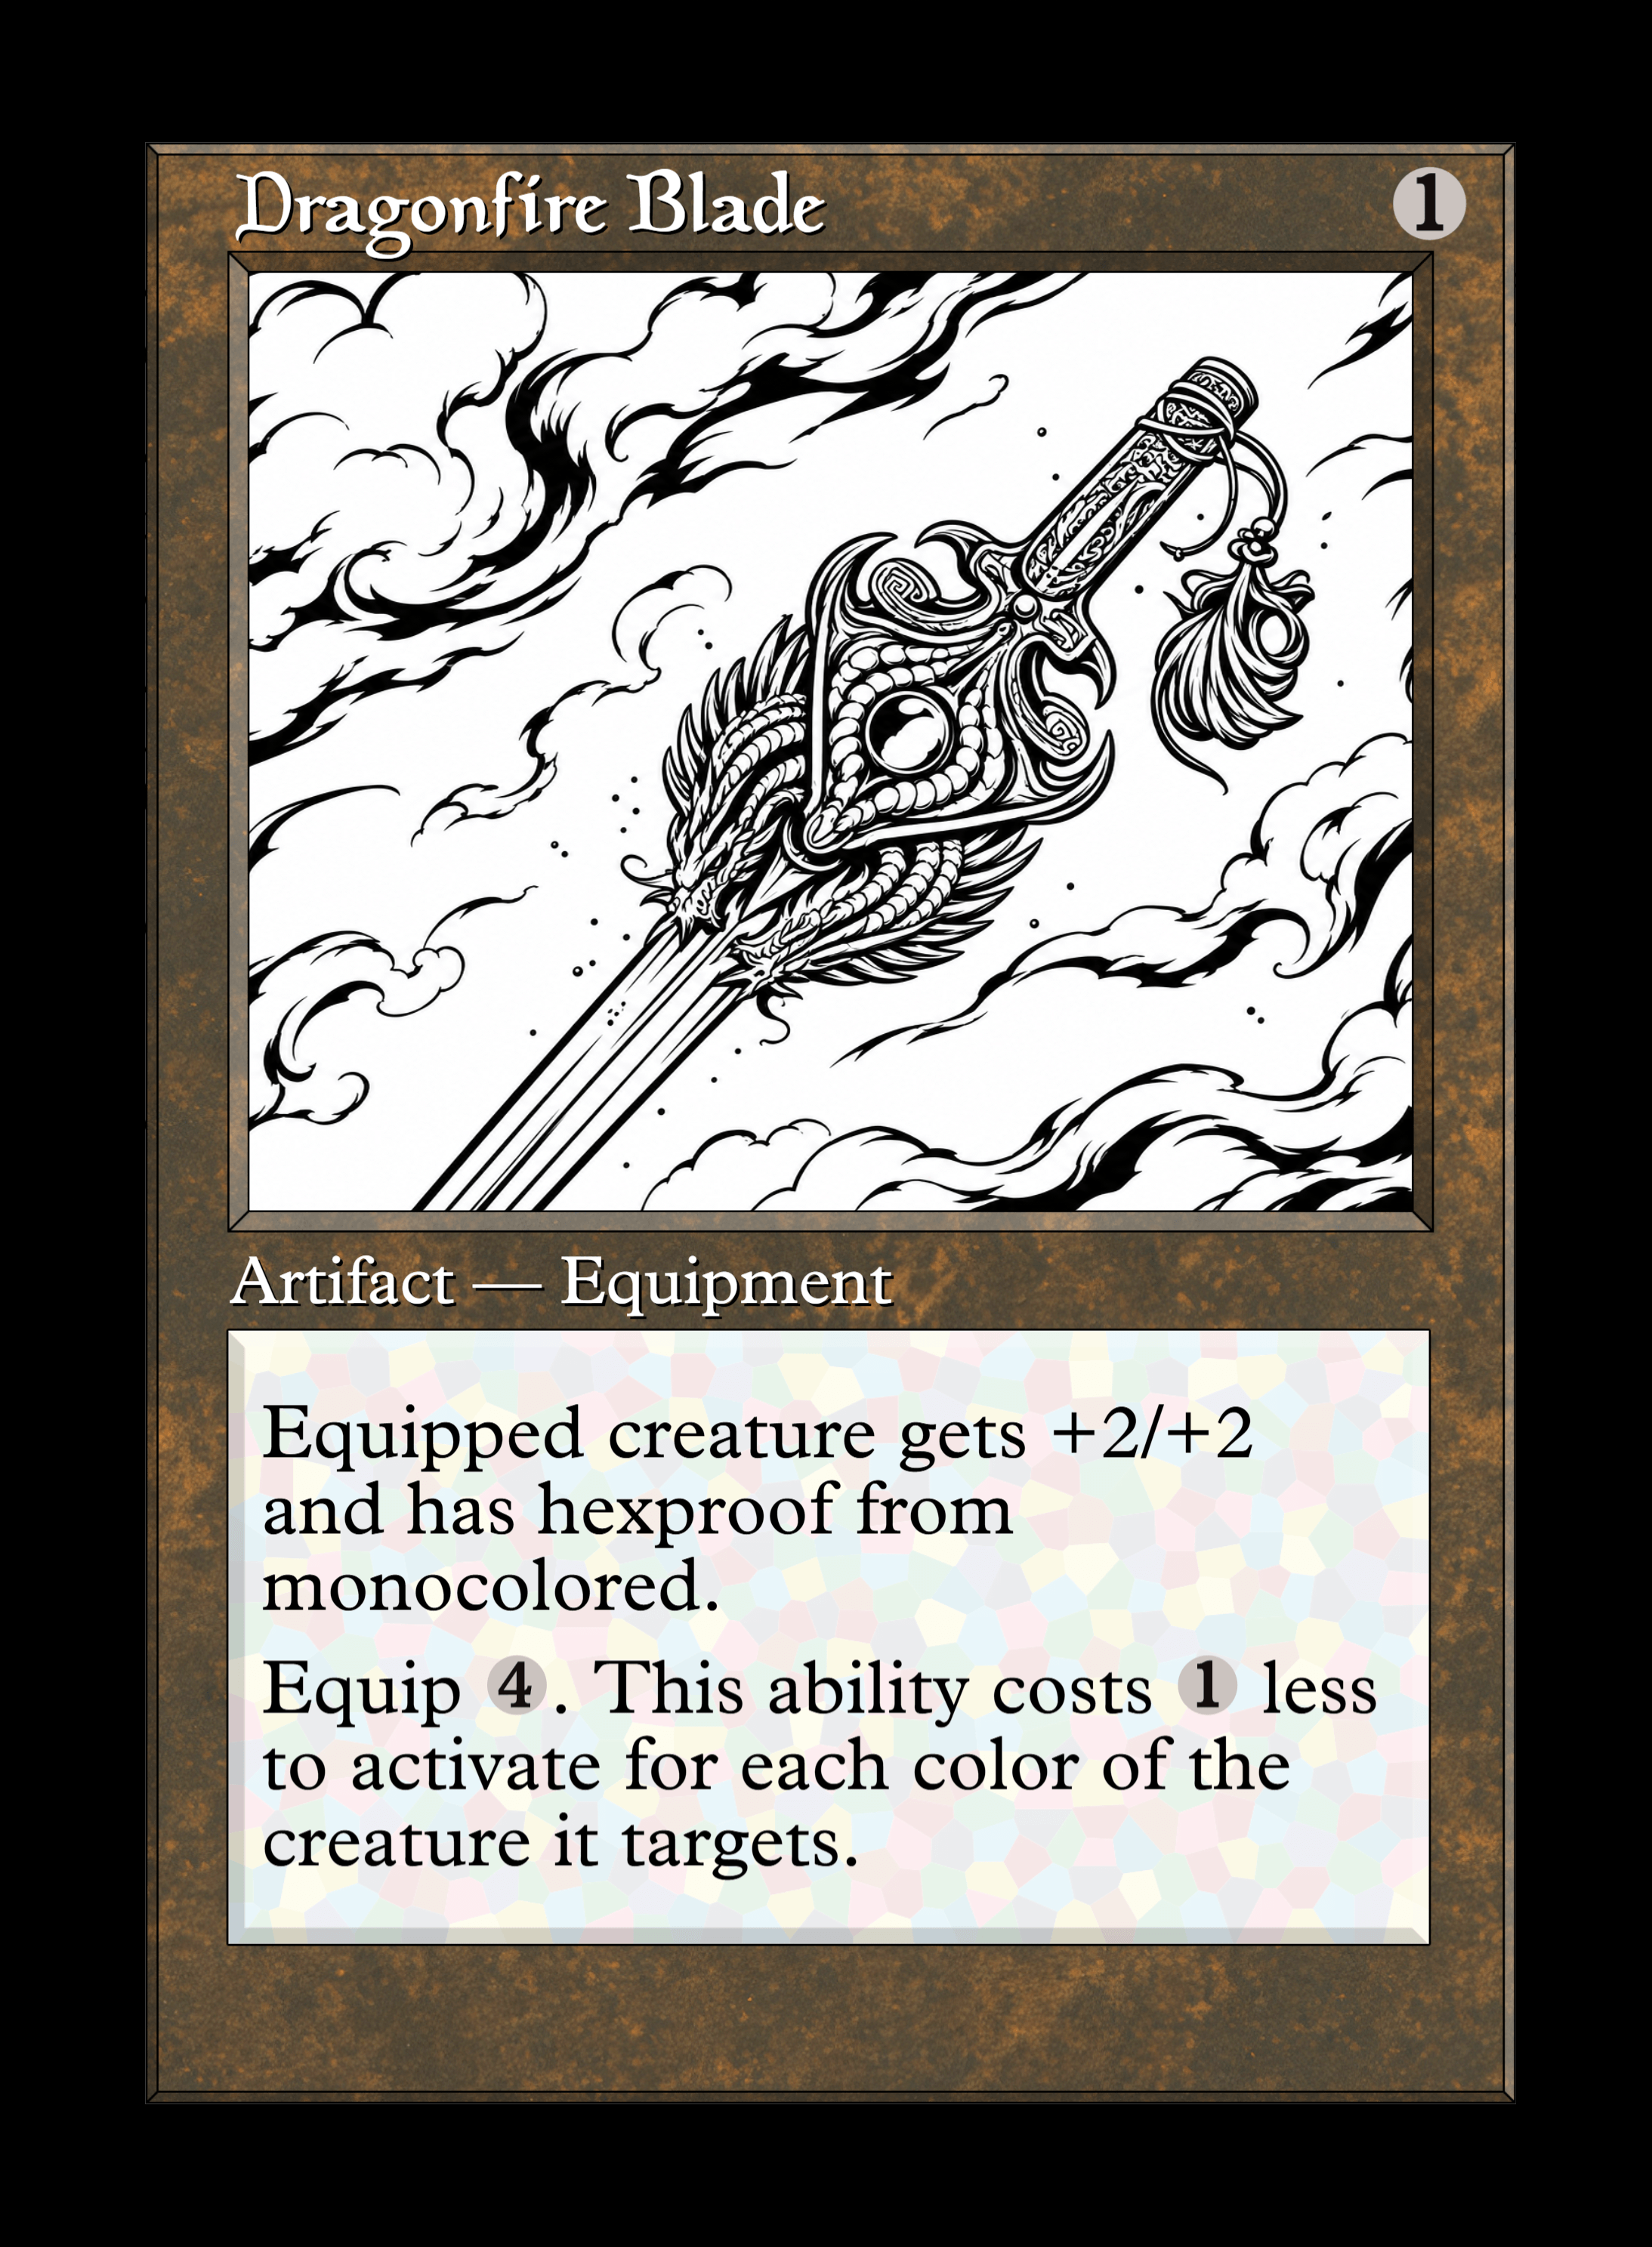 Dragonfire Blade 1
Artifact — Equipment
Equipped creature gets +2/+2
and has hexproof from
monocolored.
Equip 4. This ability costs 1 less
to activate for each color of the
creature it targets.